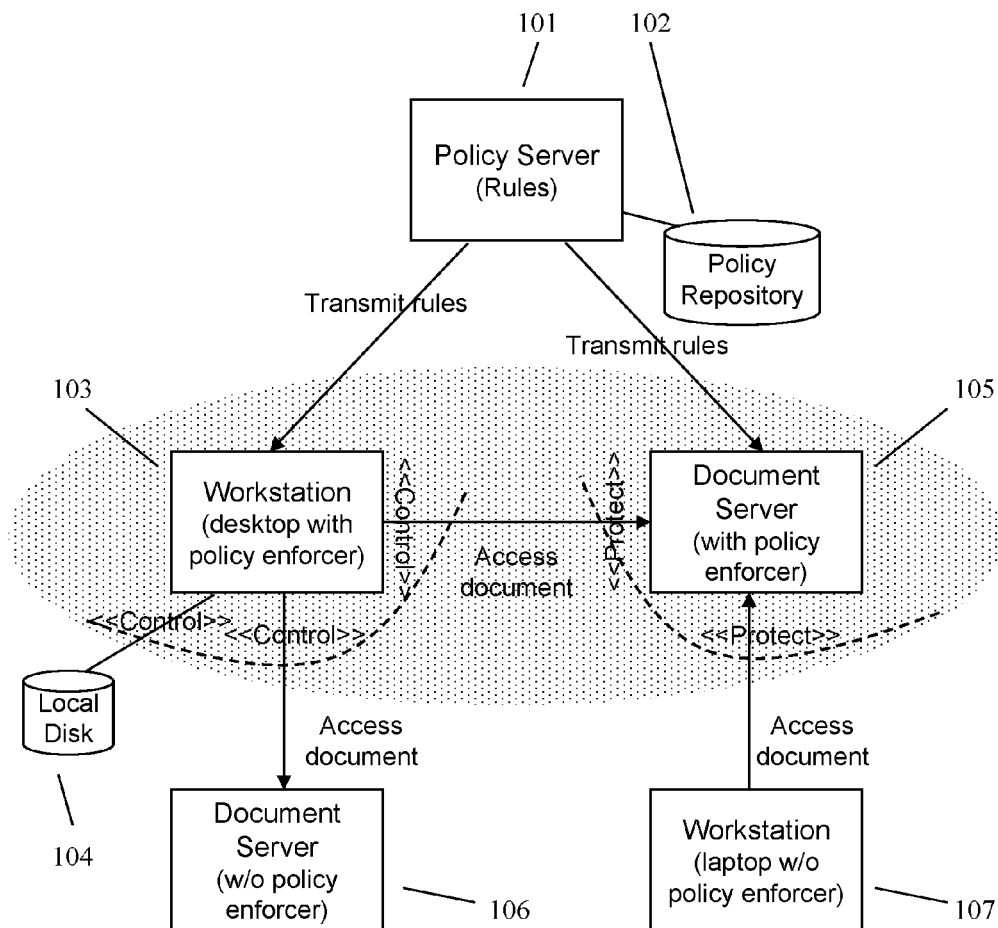 101
102
Policy Server
(Rules)
Policy
Repository
Transmit rules
Transmit rules
103
105
Workstation
(desktop with
policy enforcer)
<<Control>>
<<Protect>>
Document
Server
(with policy
enforcer)
Access
document
<<Control>>
<<Control>>
<<Protect>>
Local
Disk
Access
document
Access
document
104
Document
Server
(w/o policy
enforcer)
106
Workstation
(laptop w/o
policy enforcer)
107